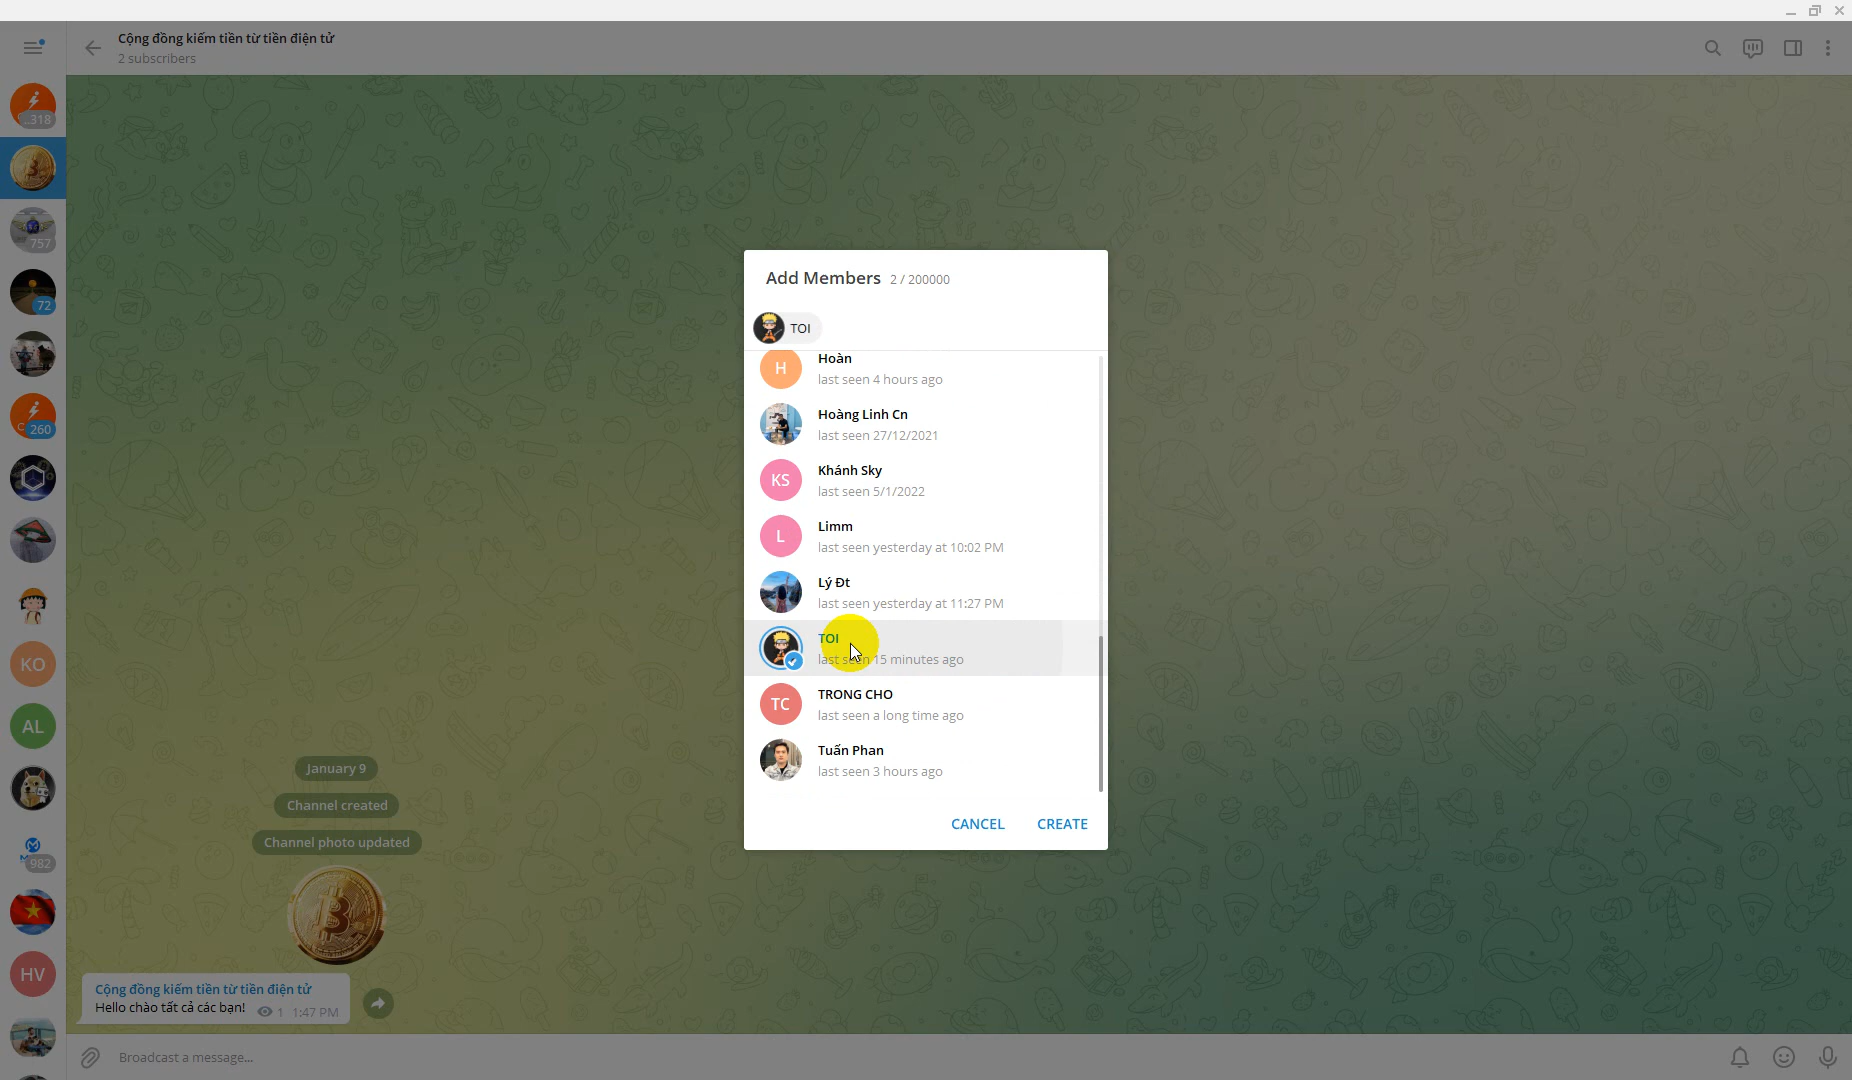 Cộng đồng kiếm tiền từ tiền điện tử
2 subscribers
..318
757
72
260
KO
AL
982
HV
January 9
Channel created
Channel photo updated
Cộng đồng kiếm tiền từ tiền điện tử
Hello chào tất cả các bạn! 1 1:47 PM
Broadcast a message...
Add Members 2 / 200000
TOI
H
Hoàn
last seen 4 hours ago
Hoàng Linh Cn
last seen 27/12/2021
KS
Khánh Sky
last seen 5/1/2022
L
Limm
last seen yesterday at 10:02 PM
Lý Đt
last seen yesterday at 11:27 PM
TOI
last seen 15 minutes ago
TC
TRONG CHO
last seen a long time ago
Tuấn Phan
last seen 3 hours ago
CANCEL CREATE